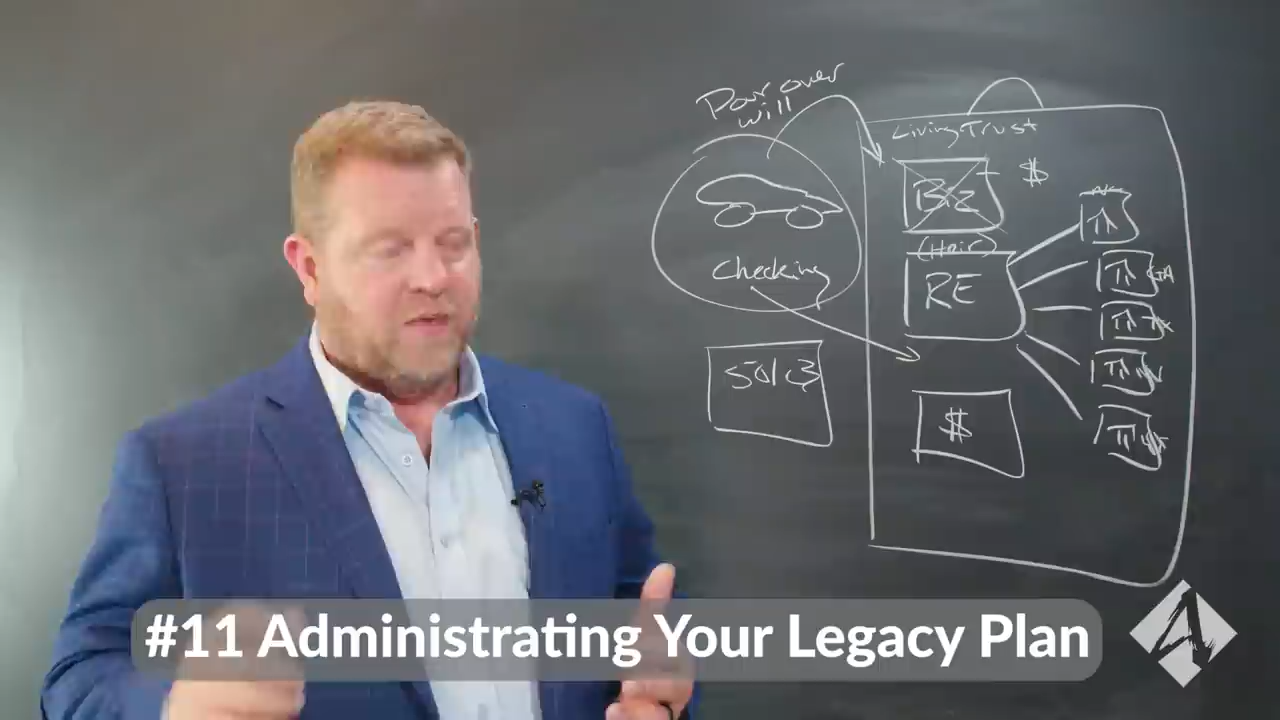 Pour over
will
Living Trust
Biz
$
(Heir)
RE
Checking
501c3
$
#11 Administrating Your Legacy Plan